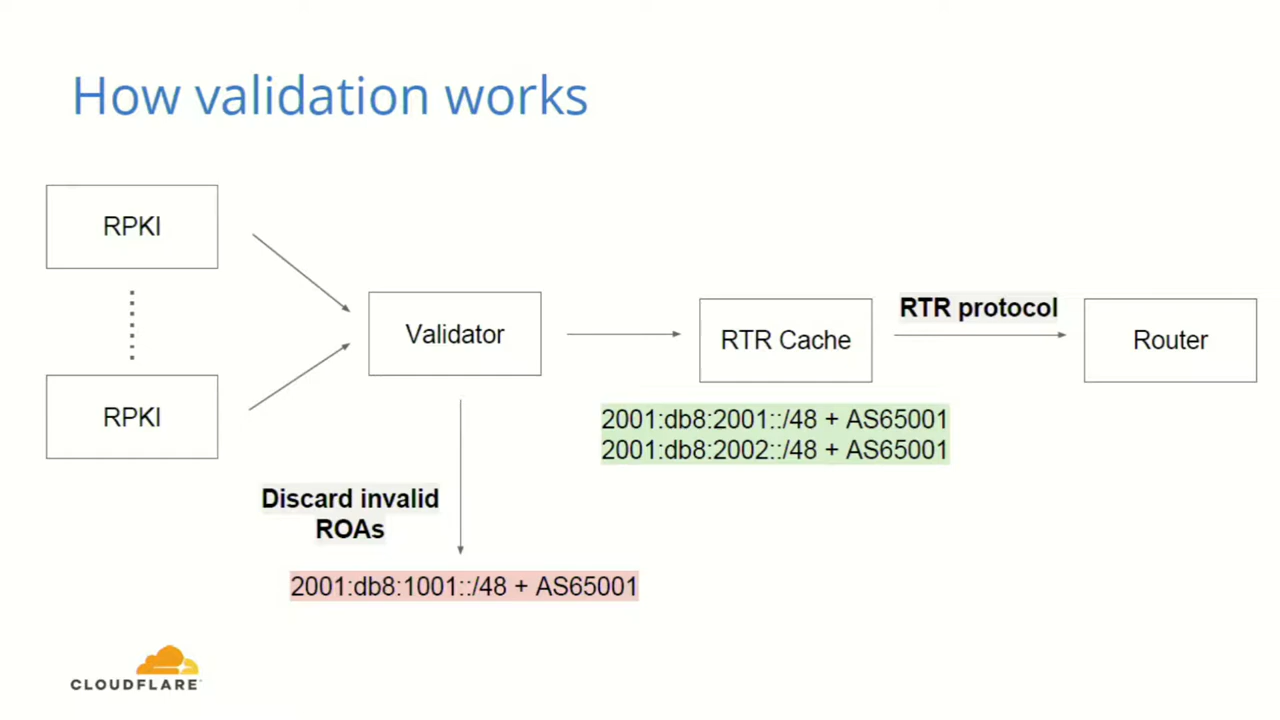 How validation works
RPKI
RPKI
Validator
RTR Cache
RTR protocol
Router
2001:db8:2001::/48 + AS65001
2001:db8:2002::/48 + AS65001
Discard invalid
ROAs
2001:db8:1001::/48 + AS65001
CLOUDFLARE